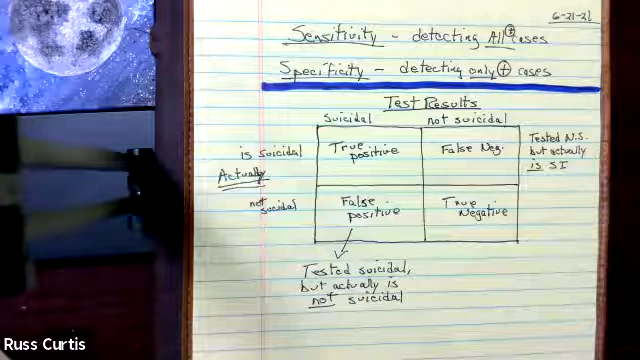 6-21-21
Sensitivity - detecting All ⊕ cases
Specificity - detecting only ⊕ cases
Test Results
suicidal not suicidal
is suicidal True positive False Neg. Tested N.S. but actually is SI
Actually
not suicidal False positive True Negative
Tested suicidal,
but actually is
not suicidal
Russ Curtis